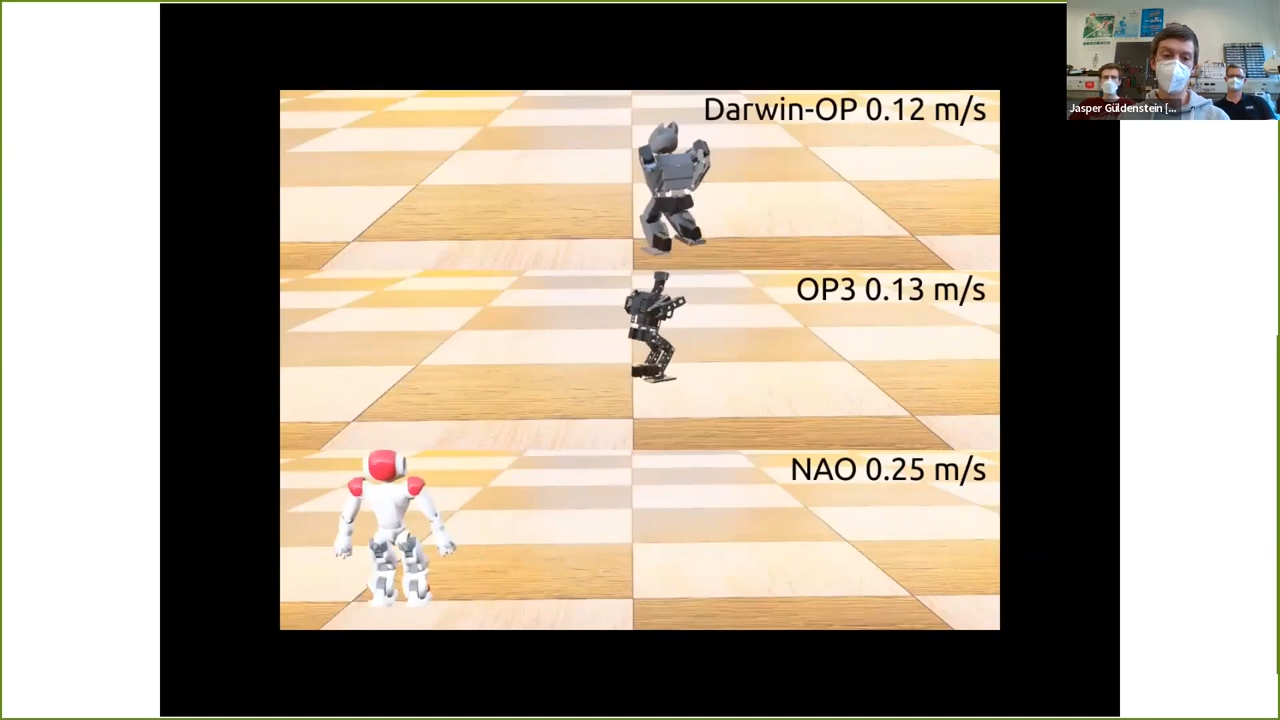 Darwin-OP 0.12 m/s
OP3 0.13 m/s
NAO 0.25 m/s
Jasper Güldenstein [...